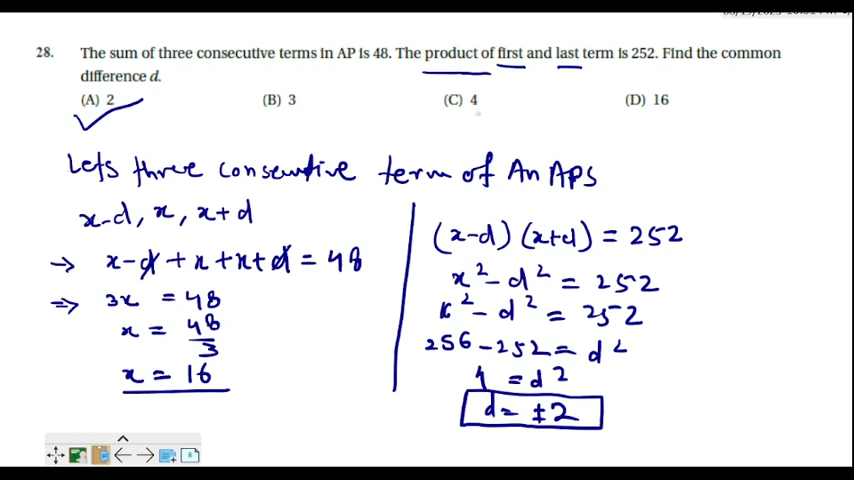 28. The sum of three consecutive terms in AP is 48. The product of first and last term is 252. Find the common
difference d.
(A) 2 (B) 3 (C) 4 (D) 16
Lets three consecutive term of An APs
x-d, x, x+d
→ x-d + x + x+d = 48
⇒ 3x = 48
x = 48/3
x = 16
(x-d) (x+d) = 252
x² - d² = 252
16² - d² = 252
256 - 252 = d²
4 = d²
d = ±2
8